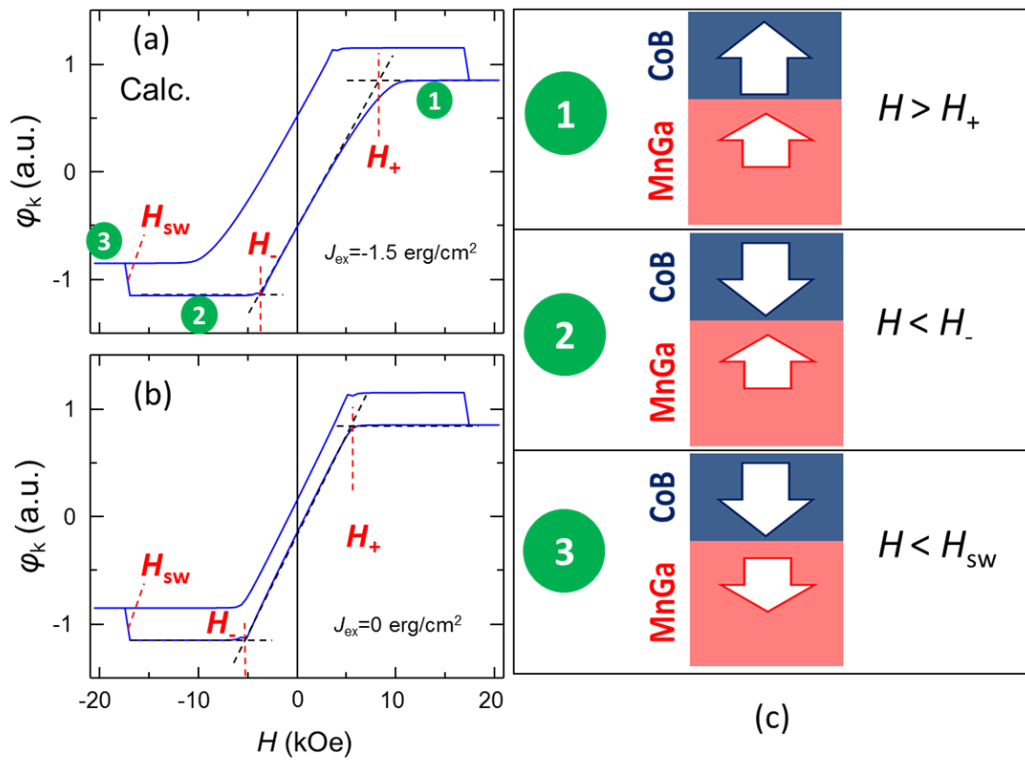 (a)
Calc.
φk (a.u.)
1
0
-1
1
H+
Hsw
3
H-
Jex=-1.5 erg/cm²
2
(b)
φk (a.u.)
1
0
-1
H+
Hsw
H-
Jex=0 erg/cm²
-20 -10 0 10 20
H (kOe)
1
CoB
MnGa
H > H+
2
CoB
MnGa
H < H-
3
CoB
MnGa
H < Hsw
(c)